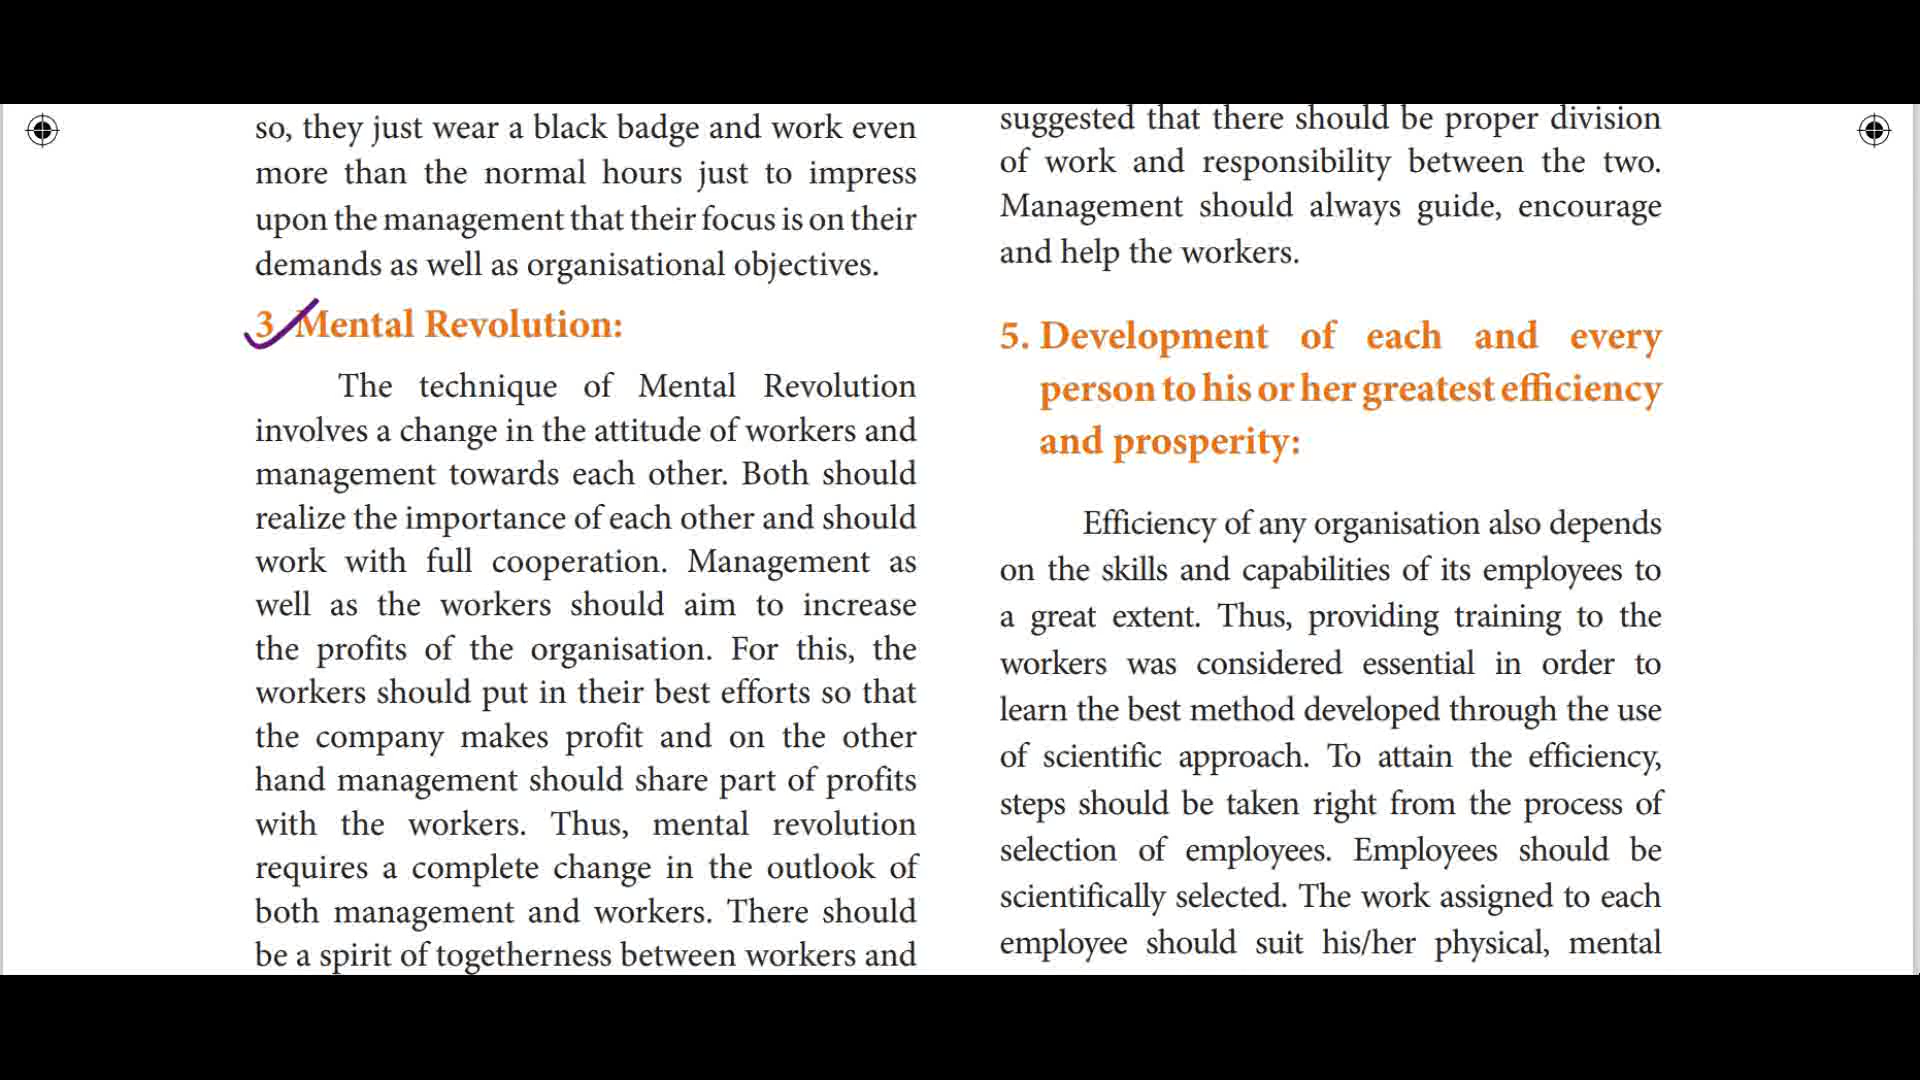 so, they just wear a black badge and work even
more than the normal hours just to impress
upon the management that their focus is on their
demands as well as organisational objectives.
3. Mental Revolution:
The technique of Mental Revolution
involves a change in the attitude of workers and
management towards each other. Both should
realize the importance of each other and should
work with full cooperation. Management as
well as the workers should aim to increase
the profits of the organisation. For this, the
workers should put in their best efforts so that
the company makes profit and on the other
hand management should share part of profits
with the workers. Thus, mental revolution
requires a complete change in the outlook of
both management and workers. There should
be a spirit of togetherness between workers and
suggested that there should be proper division
of work and responsibility between the two.
Management should always guide, encourage
and help the workers.
5. Development of each and every
person to his or her greatest efficiency
and prosperity:
Efficiency of any organisation also depends
on the skills and capabilities of its employees to
a great extent. Thus, providing training to the
workers was considered essential in order to
learn the best method developed through the use
of scientific approach. To attain the efficiency,
steps should be taken right from the process of
selection of employees. Employees should be
scientifically selected. The work assigned to each
employee should suit his/her physical, mental